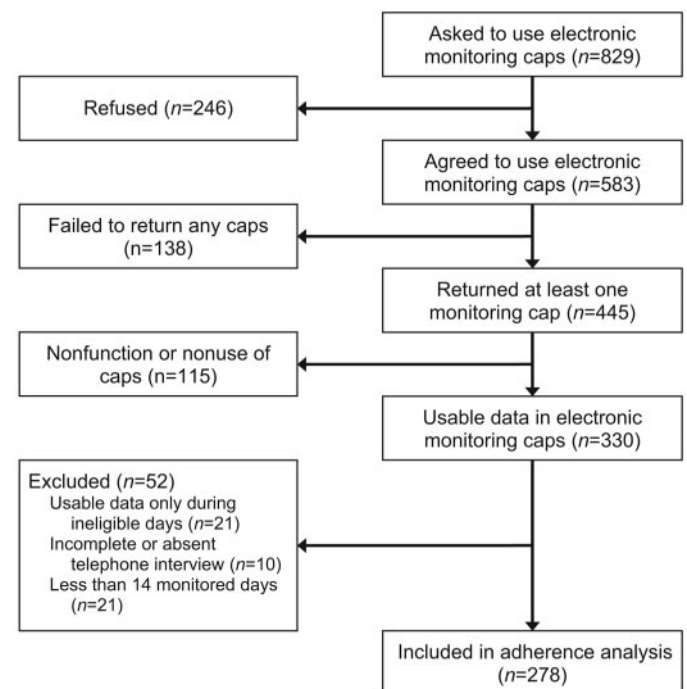 Asked to use electronic
monitoring caps (n=829)
Refused (n=246)
Agreed to use electronic
monitoring caps (n=583)
Failed to return any caps
(n=138)
Returned at least one
monitoring cap (n=445)
Nonfunction or nonuse of
caps (n=115)
Usable data in electronic
monitoring caps (n=330)
Excluded (n=52)
Usable data only during
ineligible days (n=21)
Incomplete or absent
telephone interview (n=10)
Less than 14 monitored days
(n=21)
Included in adherence analysis
(n=278)